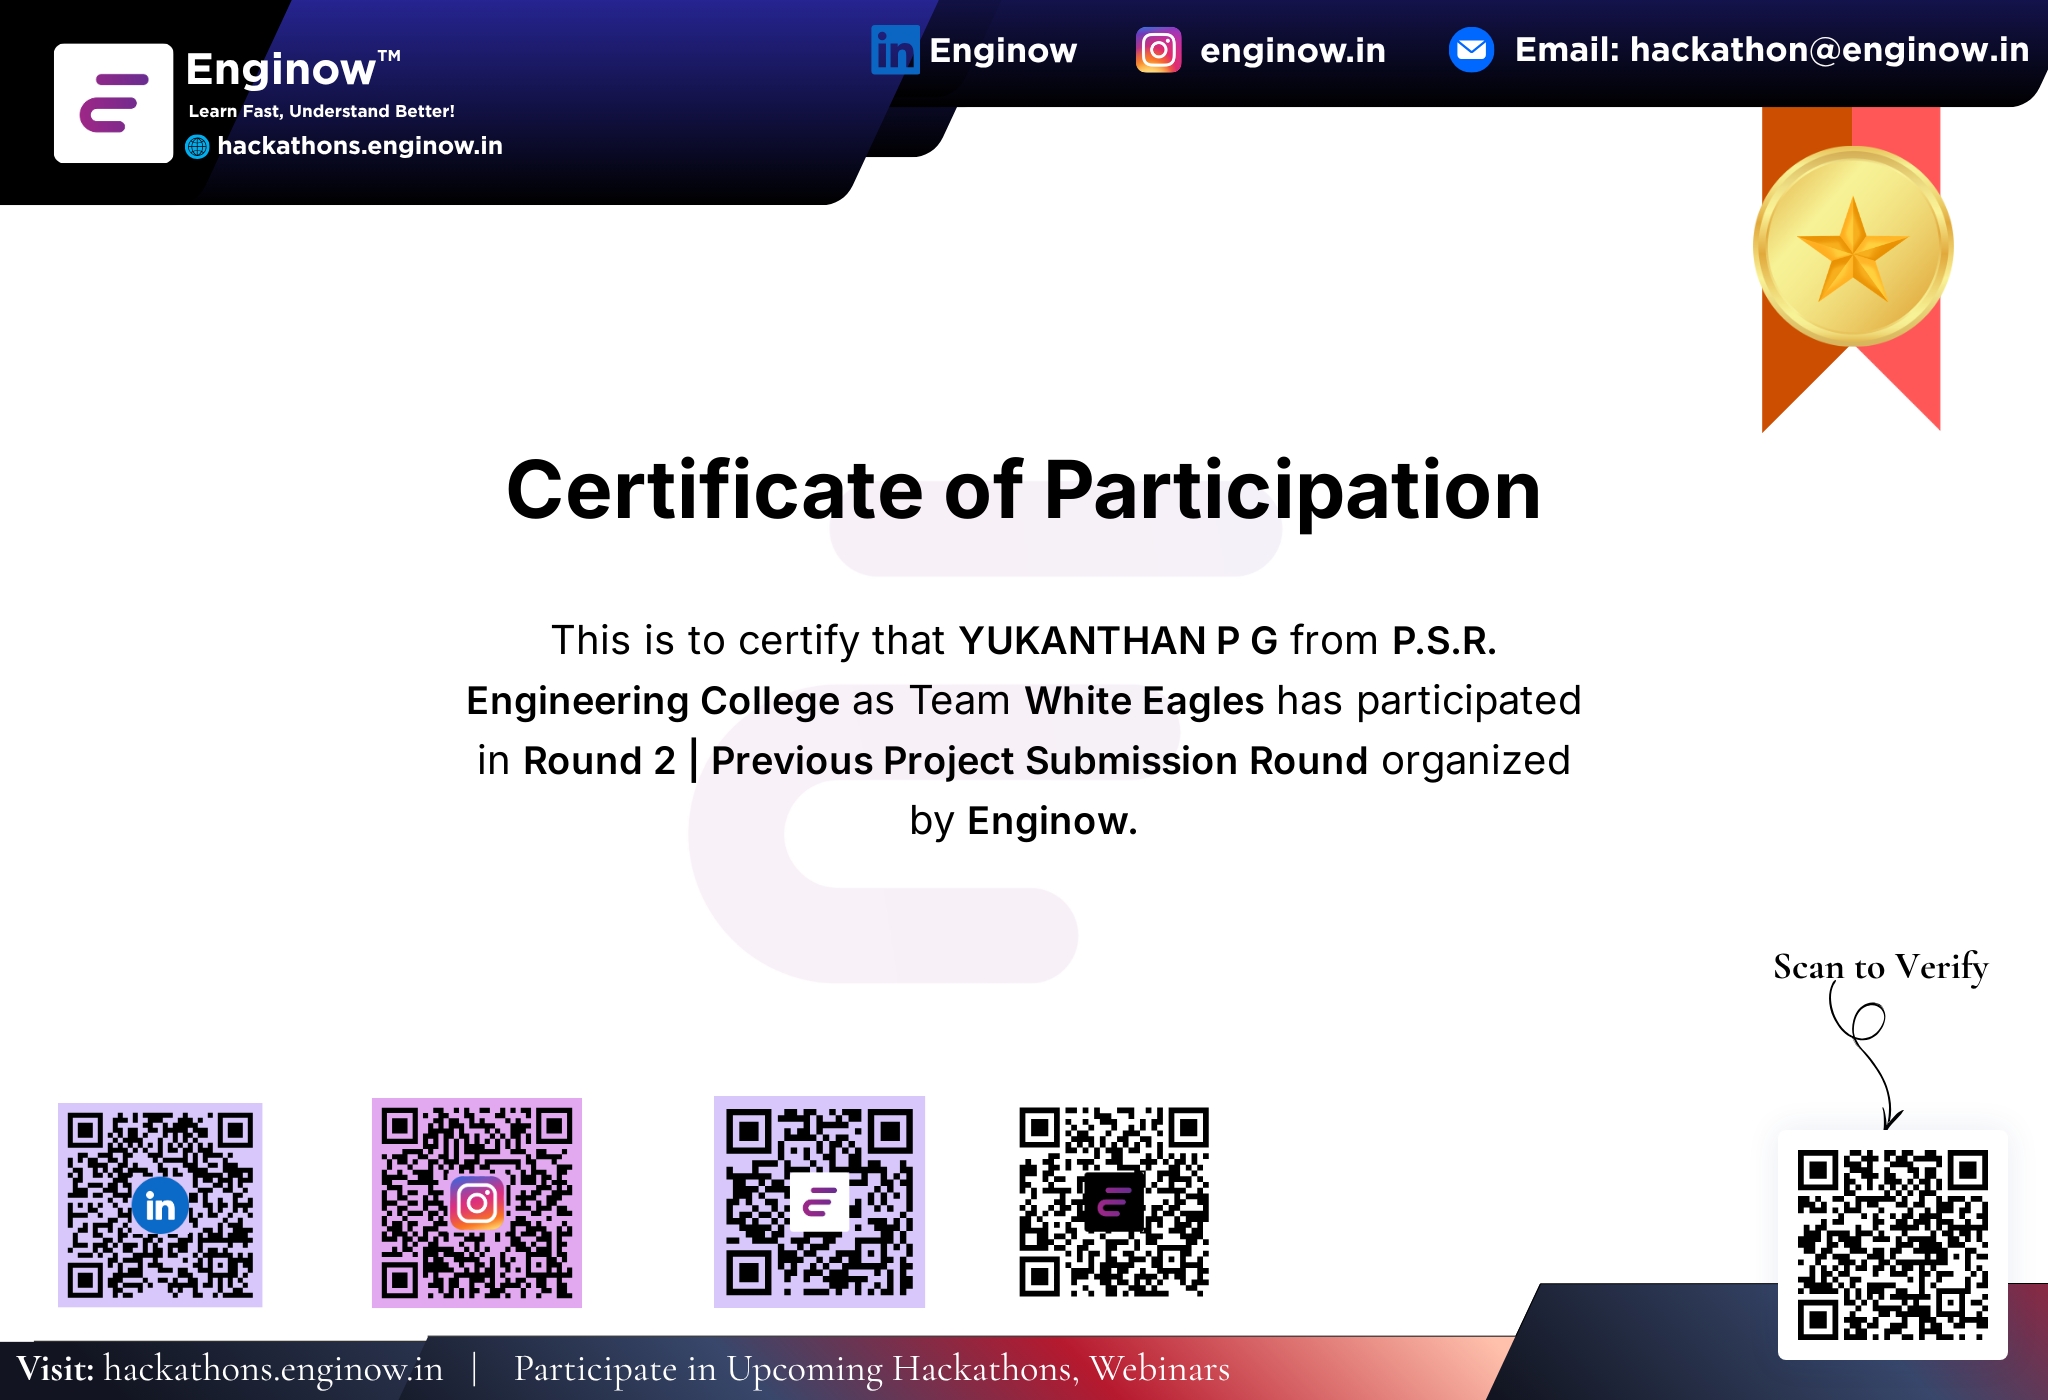 Enginow™
Learn Fast, Understand Better!
hackathons.enginow.in
in Enginow
enginow.in
Email: hackathon@enginow.in
Certificate of Participation
This is to certify that YUKANTHAN P G from P.S.R.
Engineering College as Team White Eagles has participated
in Round 2 | Previous Project Submission Round organized
by Enginow.
Scan to Verify
in
Visit: hackathons.enginow.in | Participate in Upcoming Hackathons, Webinars